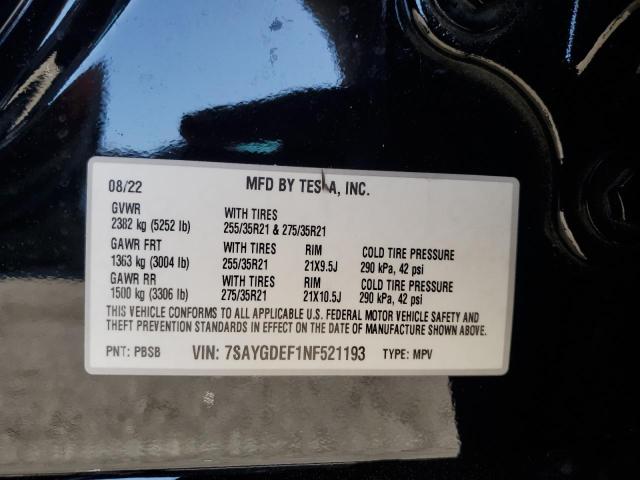 08/22 MFD BY TESLA, INC.
GVWR WITH TIRES
2382 kg (5252 lb) 255/35R21 & 275/35R21
GAWR FRT WITH TIRES RIM COLD TIRE PRESSURE
1363 kg (3004 lb) 255/35R21 21X9.5J 290 kPa, 42 psi
GAWR RR WITH TIRES RIM COLD TIRE PRESSURE
1500 kg (3306 lb) 275/35R21 21X10.5J 290 kPa, 42 psi
THIS VEHICLE CONFORMS TO ALL APPLICABLE U.S. FEDERAL MOTOR VEHICLE SAFETY AND
THEFT PREVENTION STANDARDS IN EFFECT ON THE DATE OF MANUFACTURE SHOWN ABOVE.
PNT: PBSB VIN: 7SAYGDEF1NF521193 TYPE: MPV